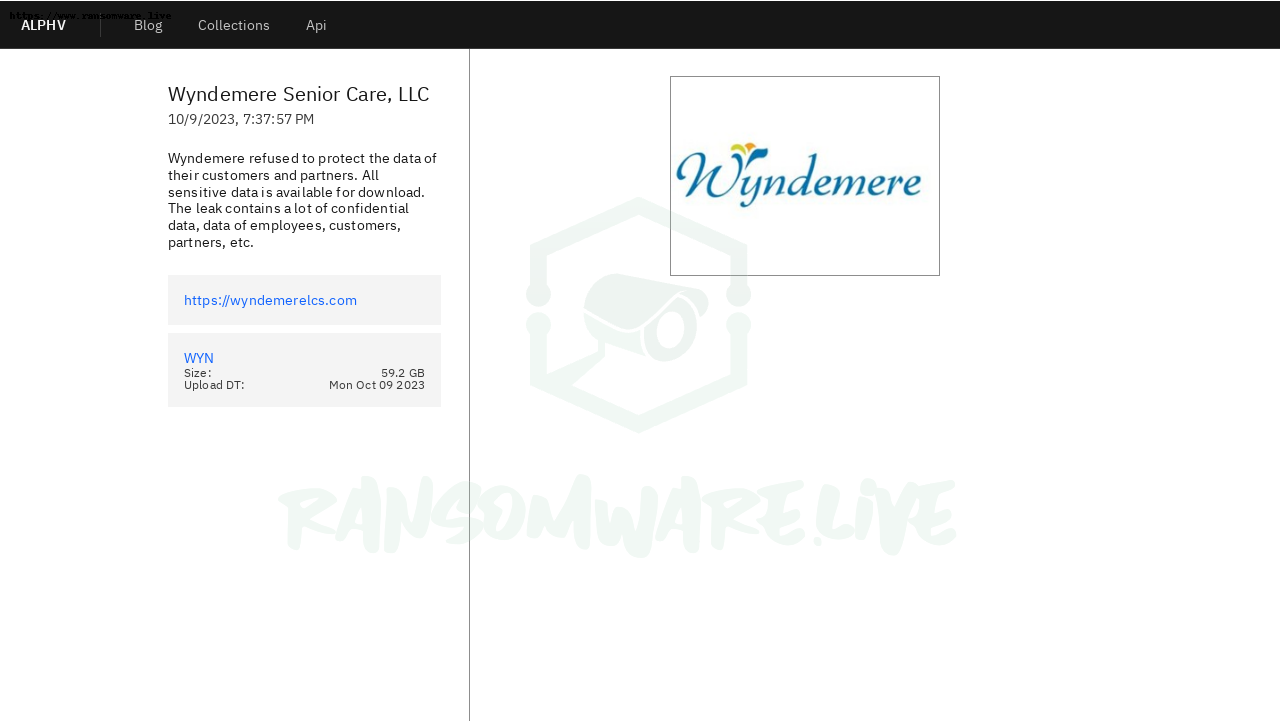 https://www.ransomware.live
ALPHV
Blog
Collections
Api
Wyndemere Senior Care, LLC
10/9/2023, 7:37:57 PM
Wyndemere refused to protect the data of
their customers and partners. All
sensitive data is available for download.
The leak contains a lot of confidential
data, data of employees, customers,
partners, etc.
https://wyndemerelcs.com
WYN
Size: 59.2 GB
Upload DT: Mon Oct 09 2023
Wyndemere
RANSOMWARE.LIVE